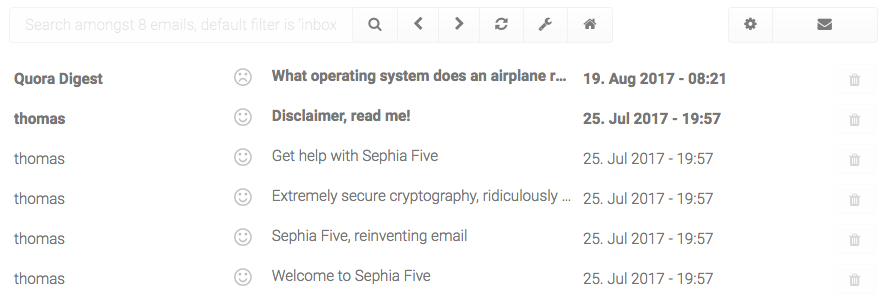 Search amongst 8 emails, default filter is 'inbox
Quora Digest What operating system does an airplane r... 19. Aug 2017 - 08:21
thomas Disclaimer, read me! 25. Jul 2017 - 19:57
thomas Get help with Sephia Five 25. Jul 2017 - 19:57
thomas Extremely secure cryptography, ridiculously ... 25. Jul 2017 - 19:57
thomas Sephia Five, reinventing email 25. Jul 2017 - 19:57
thomas Welcome to Sephia Five 25. Jul 2017 - 19:57